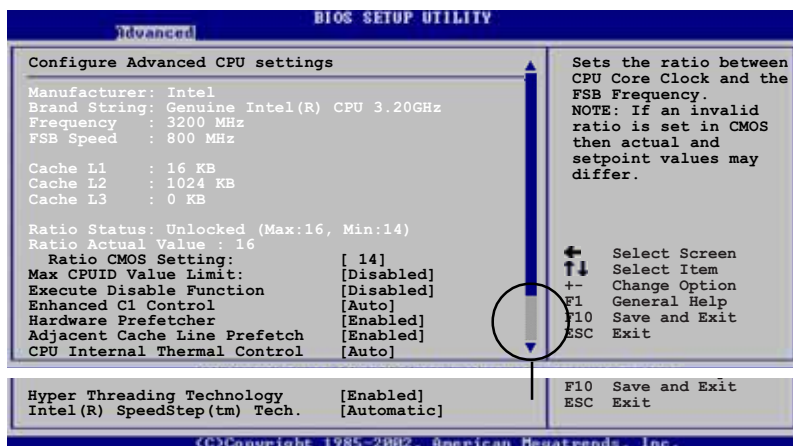 BIOS SETUP UTILITY
Advanced
Configure Advanced CPU settings
Manufacturer: Intel
Brand String: Genuine Intel(R) CPU 3.20GHz
Frequency : 3200 MHz
FSB Speed : 800 MHz
Cache L1 : 16 KB
Cache L2 : 1024 KB
Cache L3 : 0 KB
Ratio Status: Unlocked (Max:16, Min:14)
Ratio Actual Value : 16
Ratio CMOS Setting: [ 14]
Max CPUID Value Limit: [Disabled]
Execute Disable Function [Disabled]
Enhanced C1 Control [Auto]
Hardware Prefetcher [Enabled]
Adjacent Cache Line Prefetch [Enabled]
CPU Internal Thermal Control [Auto]
Sets the ratio between
CPU Core Clock and the
FSB Frequency.
NOTE: If an invalid
ratio is set in CMOS
then actual and
setpoint values may
differ.
Select Screen
Select Item
+- Change Option
F1 General Help
F10 Save and Exit
ESC Exit
Hyper Threading Technology [Enabled]
Intel(R) SpeedStep(tm) Tech. [Automatic]
F10 Save and Exit
ESC Exit
(C)Copyright 1985-2002, American Megatrends, Inc.